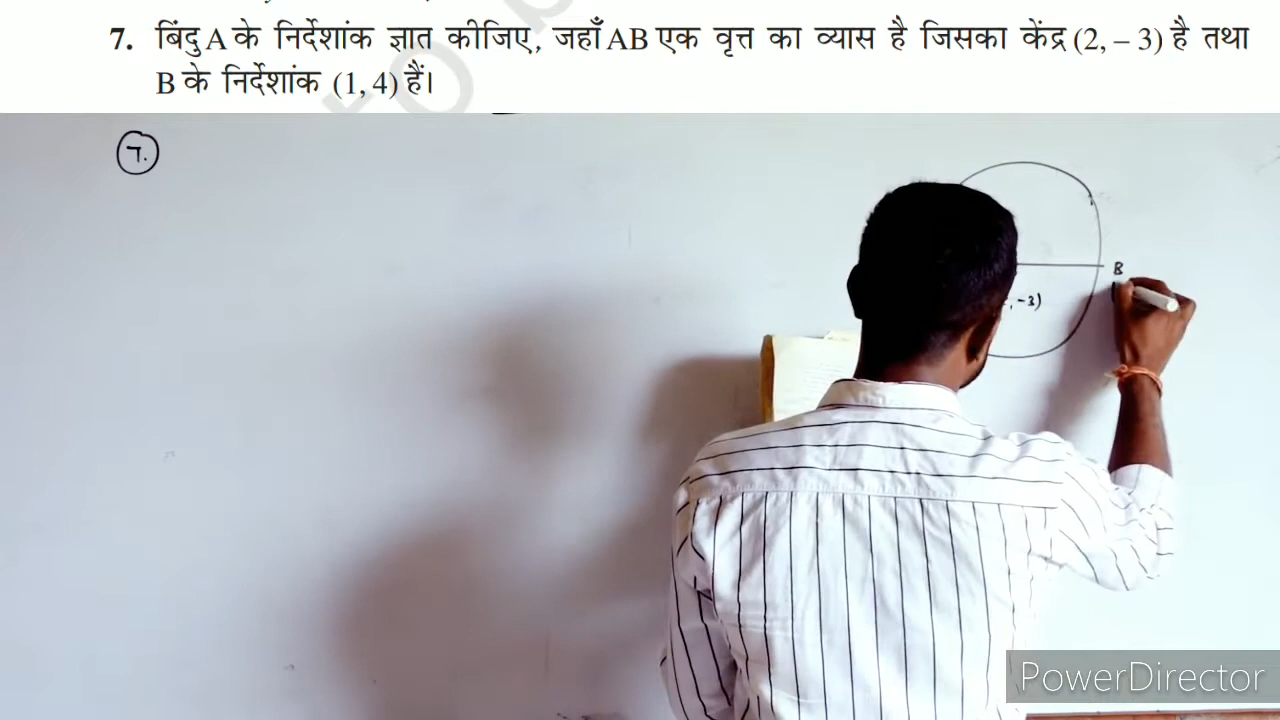 7. बिंदु A के निर्देशांक ज्ञात कीजिए, जहाँ AB एक वृत्त का व्यास है जिसका केंद्र (2, – 3) है तथा
B के निर्देशांक (1, 4) हैं।
7.
B
, -3)
PowerDirector